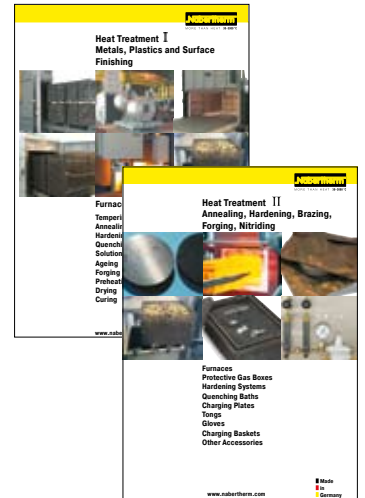 Nabertherm
MORE THAN HEAT 30-3000 °C
Heat Treatment I
Metals, Plastics and Surface
Finishing
www.nabe
Nabertherm
MORE THAN HEAT 30-3000 °C
Heat Treatment II
Annealing, Hardening, Brazing,
Forging, Nitriding
Furnaces
Protective Gas Boxes
Hardening Systems
Quenching Baths
Charging Plates
Tongs
Gloves
Charging Baskets
Other Accessories
www.nabertherm.com
Made
in
Germany
Furnac
Temperi
Annealin
Hardenin
Quenchi
Solution
Ageing
Forging
Preheati
Drying
Curing